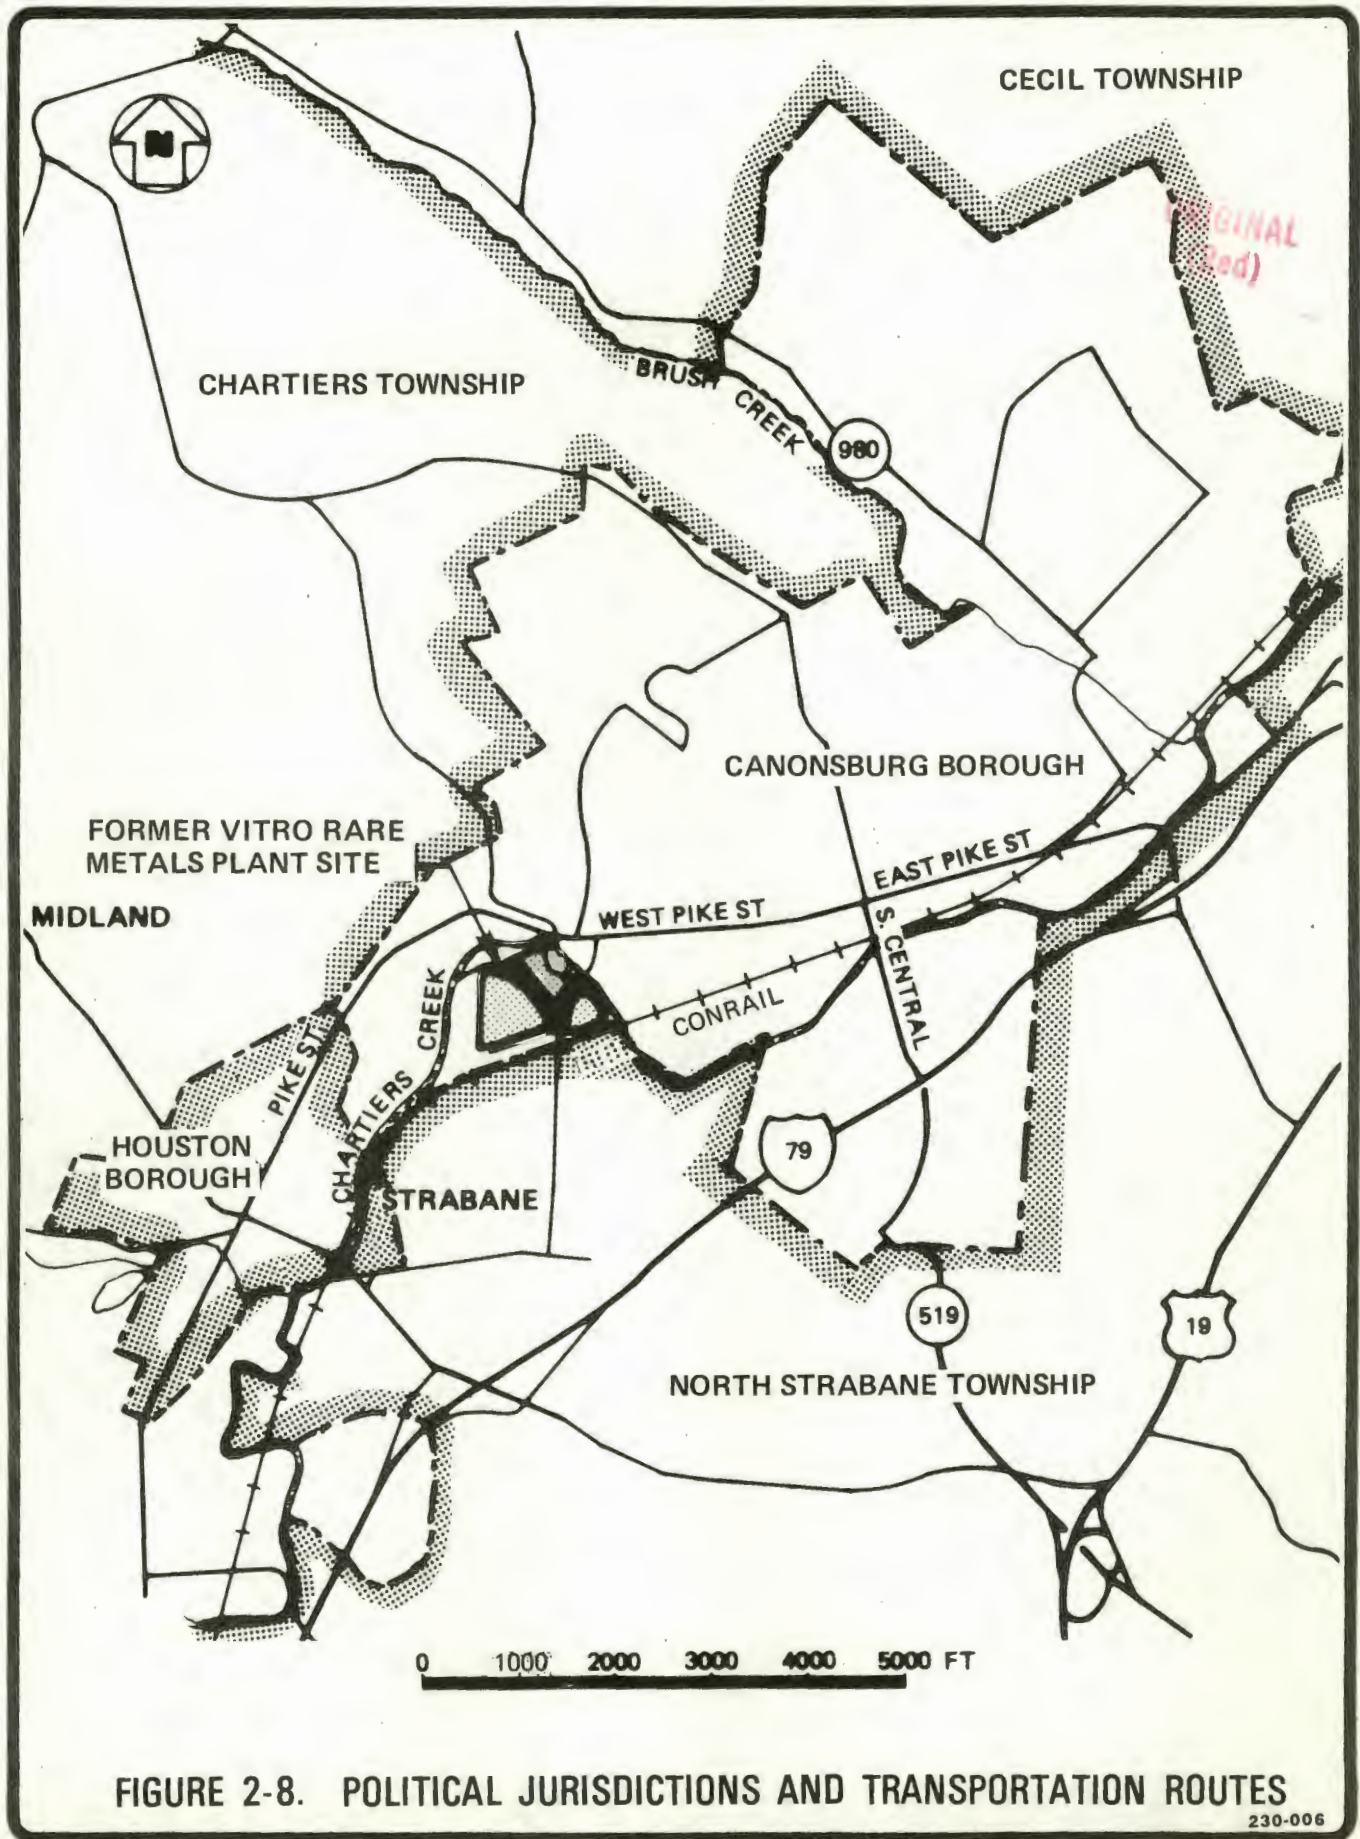 CECIL TOWNSHIP
N
ORIGINAL
(Red)
CHARTIERS TOWNSHIP
BRUSH
CREEK
980
CANONSBURG BOROUGH
FORMER VITRO RARE
METALS PLANT SITE
EAST PIKE ST
MIDLAND
WEST PIKE ST
S. CENTRAL
CONRAIL
CHARTIERS CREEK
PIKE ST.
HOUSTON
BOROUGH
79
STRABANE
519
19
NORTH STRABANE TOWNSHIP
0 1000 2000 3000 4000 5000 FT
FIGURE 2-8. POLITICAL JURISDICTIONS AND TRANSPORTATION ROUTES
230-006